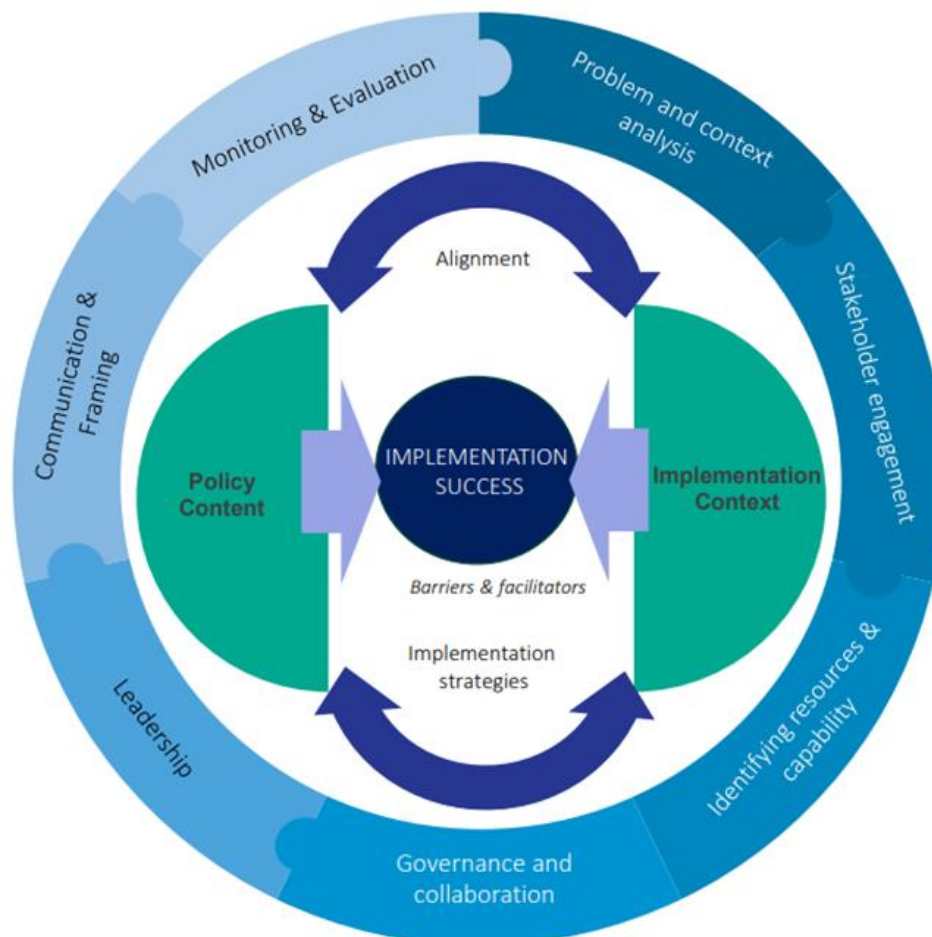 Monitoring & Evaluation
Problem and context
analysis
Stakeholder engagement
Identifying resources &
capability
Governance and
collaboration
Leadership
Communication &
Framing
Alignment
Policy
Content
IMPLEMENTATION
SUCCESS
Implementation
Context
Barriers & facilitators
Implementation
strategies